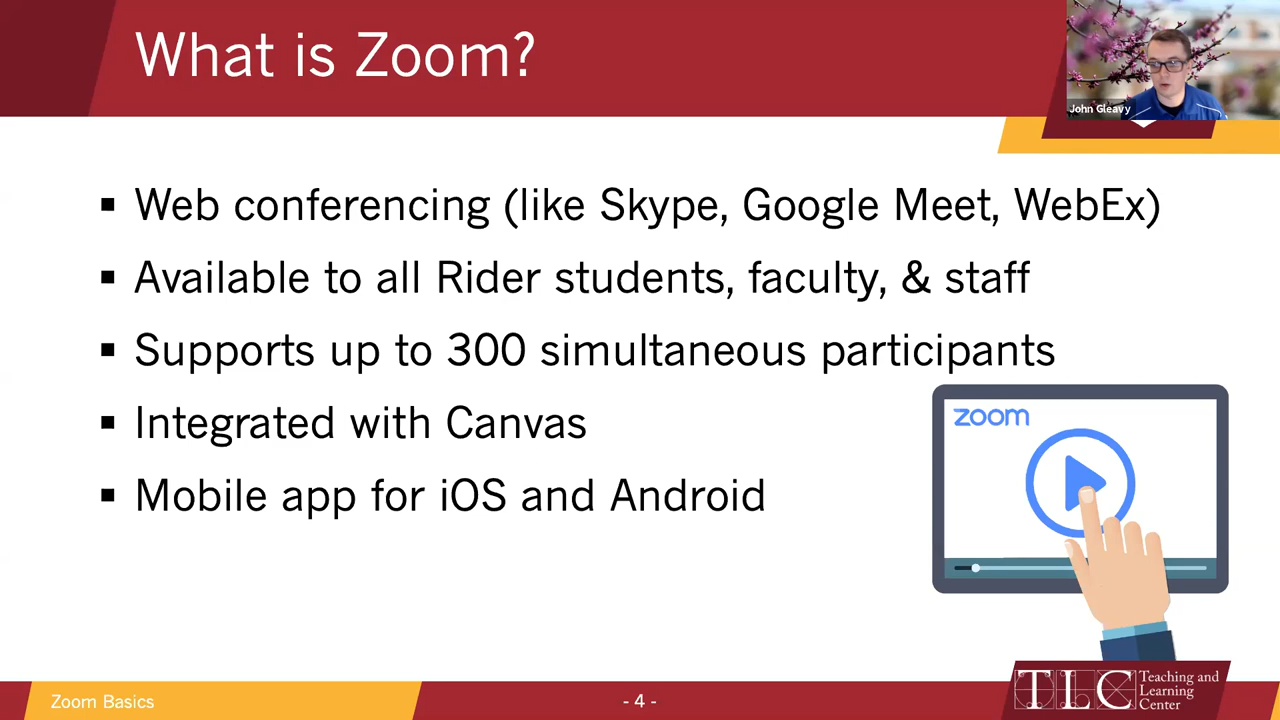 What is Zoom?
John Gleavy
▪ Web conferencing (like Skype, Google Meet, WebEx)
▪ Available to all Rider students, faculty, & staff
▪ Supports up to 300 simultaneous participants
▪ Integrated with Canvas
▪ Mobile app for iOS and Android
zoom
Zoom Basics
- 4 -
TLC
Teaching and
Learning
Center